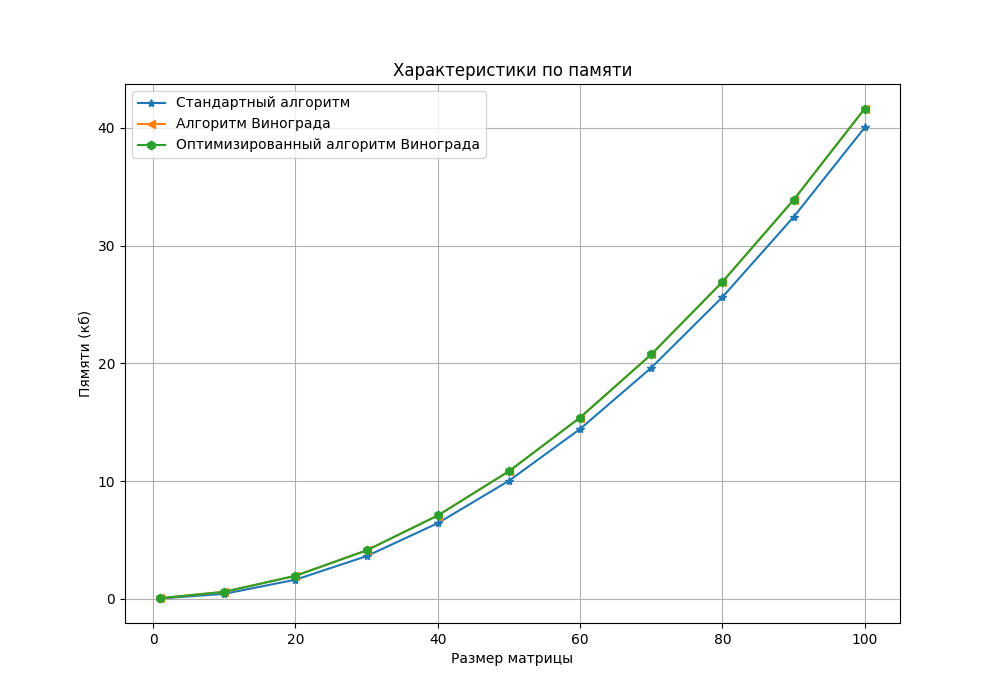 Характеристики по памяти
Стандартный алгоритм
Алгоритм Винограда
Оптимизированный алгоритм Винограда
Пямяти (кб)
40
30
20
10
0
0 20 40 60 80 100
Размер матрицы